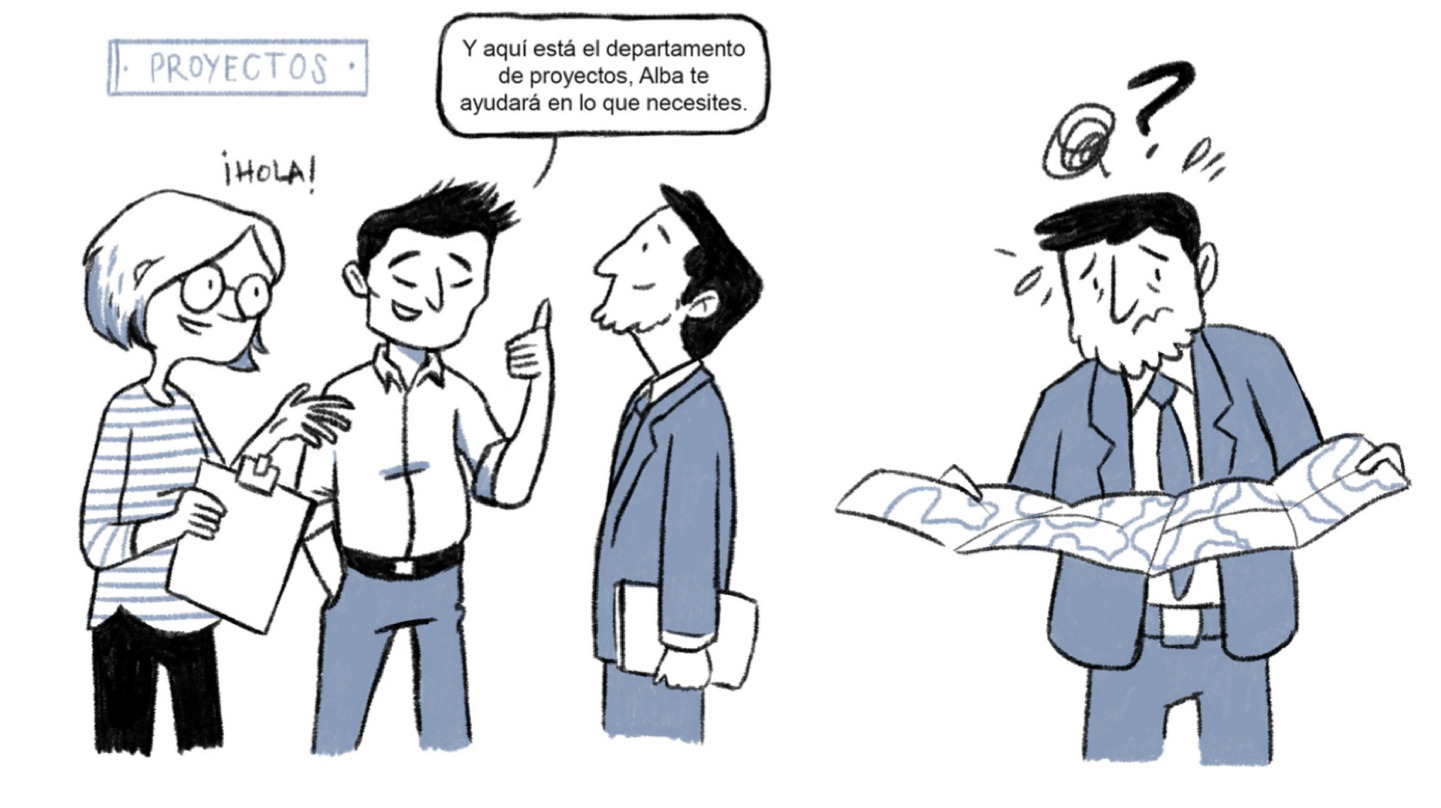 · PROYECTOS ·
Y aquí está el departamento
de proyectos, Alba te
ayudará en lo que necesites.
¡HOLA!
?